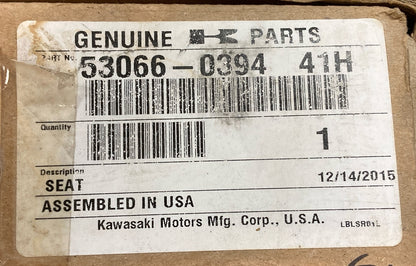 GENUINE PARTS
PART NO.
53066-0394 41H
Quantity
1
Description
SEAT 12/14/2015
ASSEMBLED IN USA
Kawasaki Motors Mfg. Corp., U.S.A.